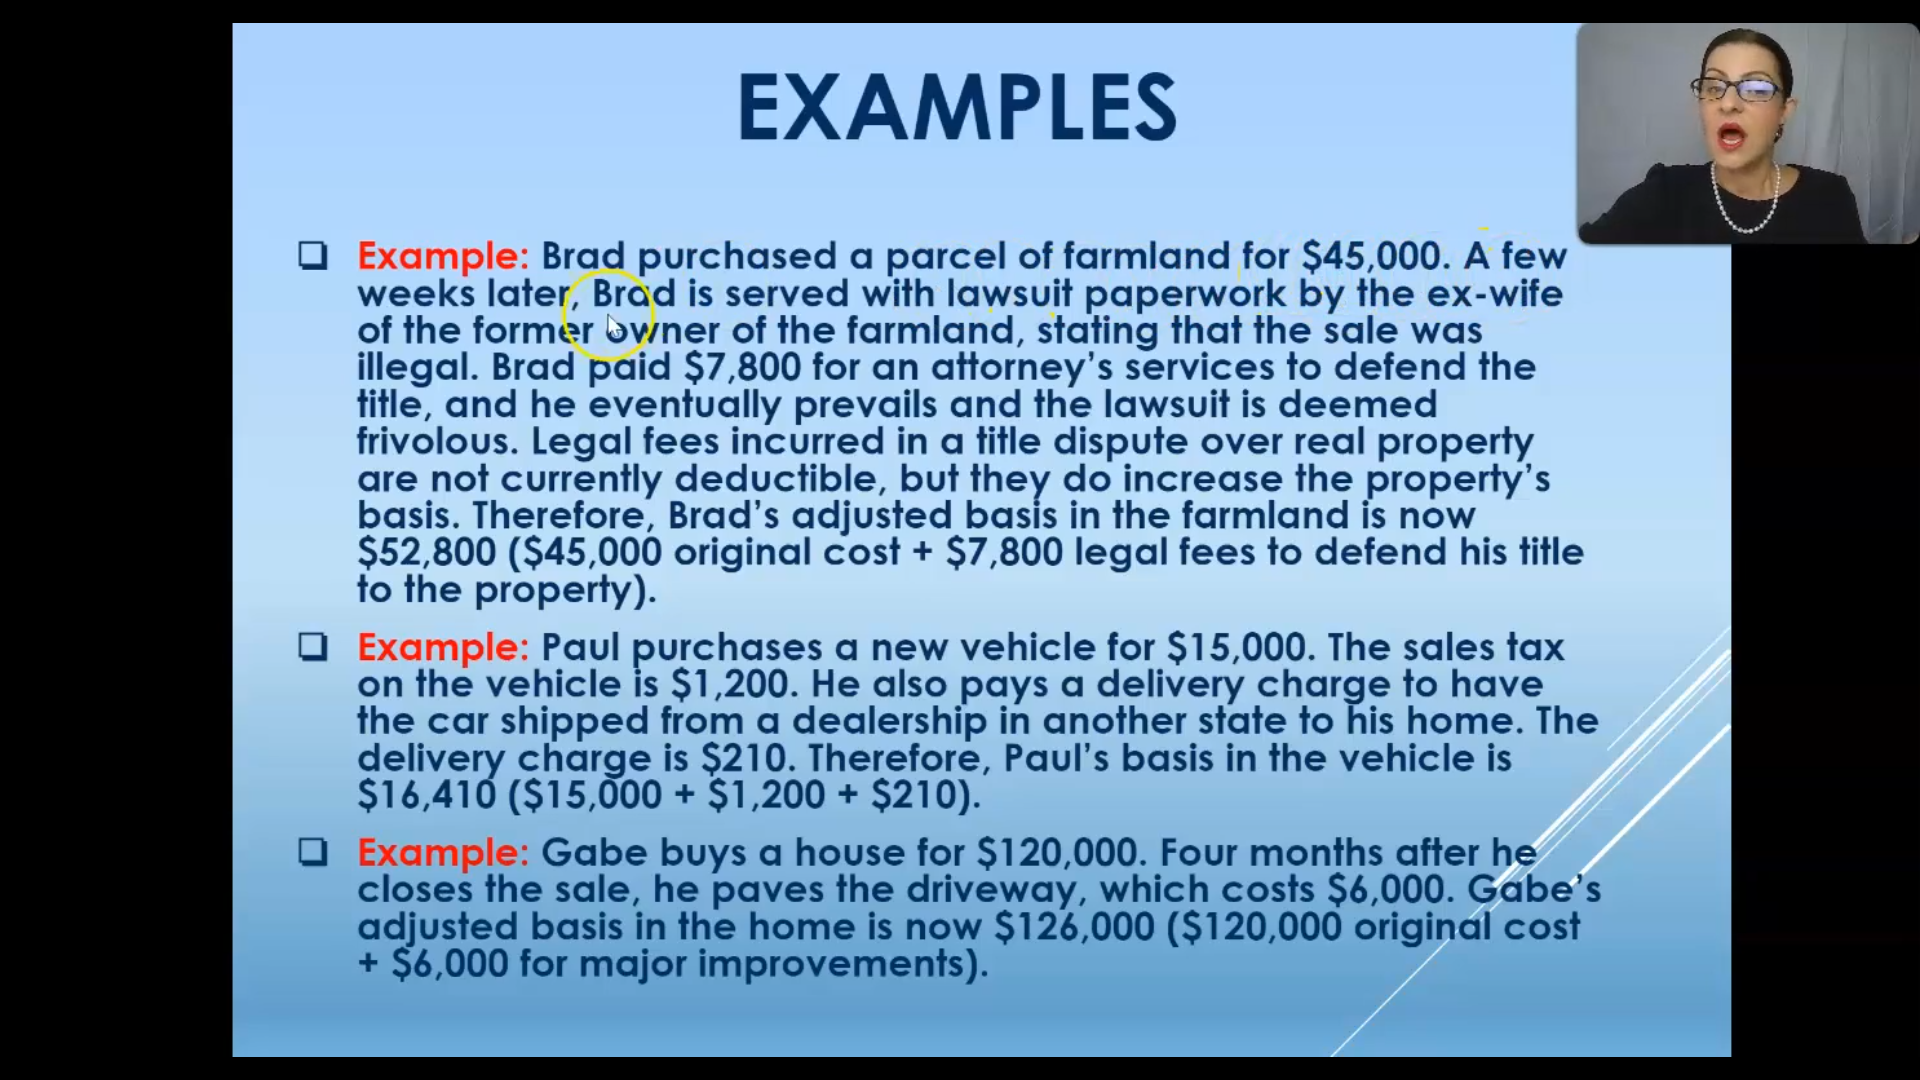 EXAMPLES
Example: Brad purchased a parcel of farmland for $45,000. A few
weeks later, Brad is served with lawsuit paperwork by the ex-wife
of the former owner of the farmland, stating that the sale was
illegal. Brad paid $7,800 for an attorney’s services to defend the
title, and he eventually prevails and the lawsuit is deemed
frivolous. Legal fees incurred in a title dispute over real property
are not currently deductible, but they do increase the property’s
basis. Therefore, Brad’s adjusted basis in the farmland is now
$52,800 ($45,000 original cost + $7,800 legal fees to defend his title
to the property).
Example: Paul purchases a new vehicle for $15,000. The sales tax
on the vehicle is $1,200. He also pays a delivery charge to have
the car shipped from a dealership in another state to his home. The
delivery charge is $210. Therefore, Paul’s basis in the vehicle is
$16,410 ($15,000 + $1,200 + $210).
Example: Gabe buys a house for $120,000. Four months after he
closes the sale, he paves the driveway, which costs $6,000. Gabe’s
adjusted basis in the home is now $126,000 ($120,000 original cost
+ $6,000 for major improvements).